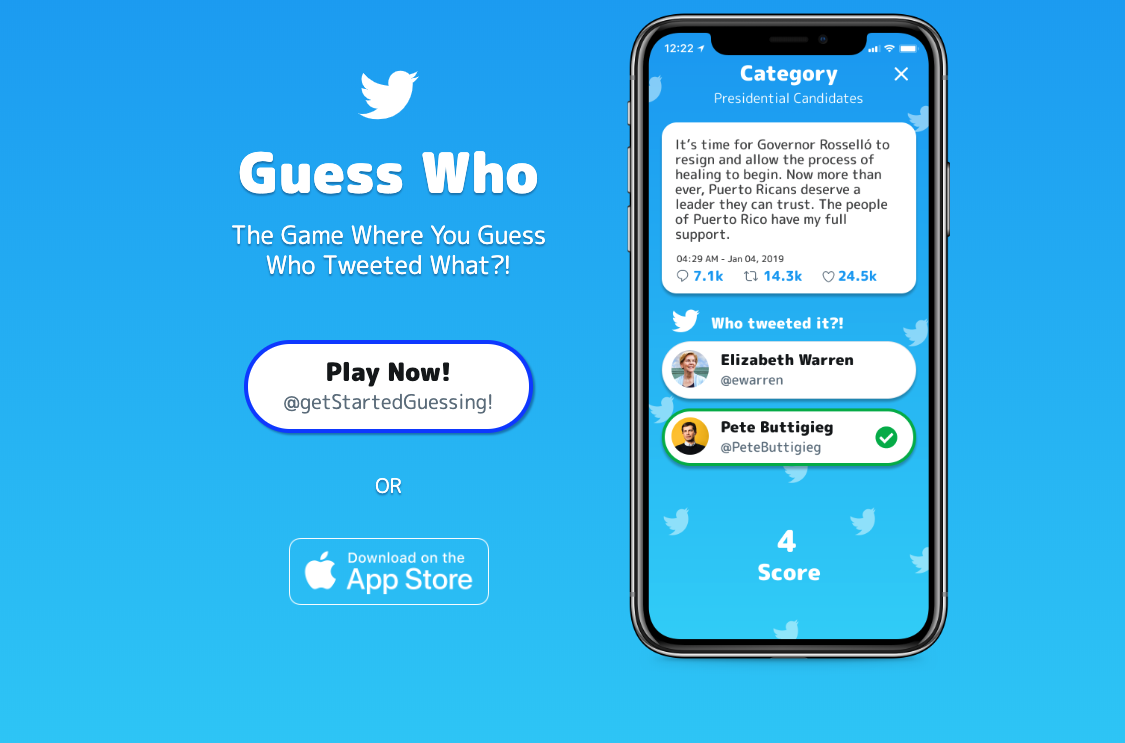 Guess Who
The Game Where You Guess
Who Tweeted What?!
Play Now!
@getStartedGuessing!
OR
Download on the
App Store
12:22
Category
Presidential Candidates
It's time for Governor Rosselló to
resign and allow the process of
healing to begin. Now more than
ever, Puerto Ricans deserve a
leader they can trust. The people
of Puerto Rico have my full
support.
04:29 AM - Jan 04, 2019
7.1k 14.3k 24.5k
Who tweeted it?!
Elizabeth Warren
@ewarren
Pete Buttigieg
@PeteButtigieg
4
Score